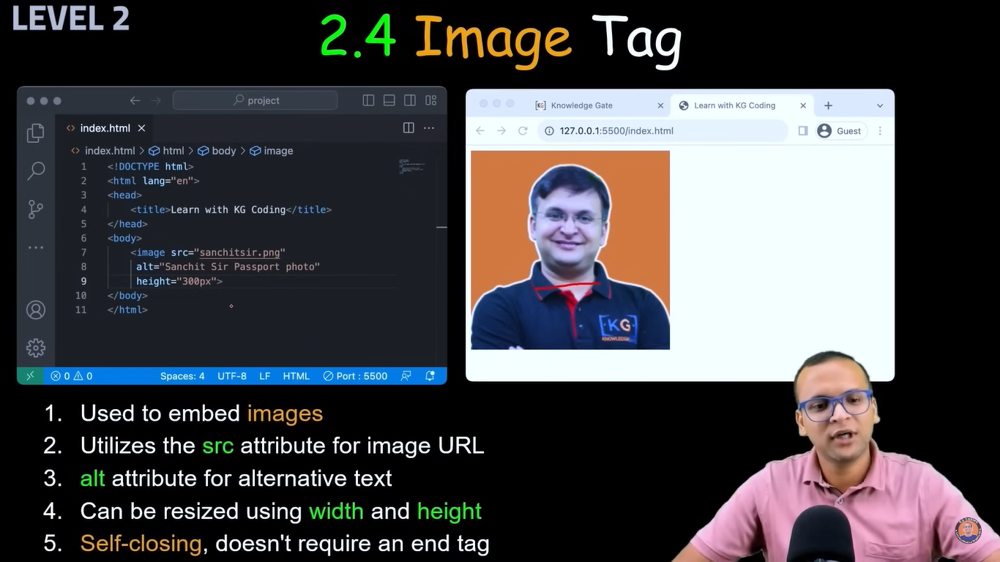 LEVEL 2
2.4 Image Tag
project
index.html
index.html > html > body > image
1 <!DOCTYPE html>
2 <html lang="en">
3 <head>
4 <title>Learn with KG Coding</title>
5 </head>
6 <body>
7 <image src="sanchitsir.png"
8 alt="Sanchit Sir Passport photo"
9 height="300px">
10 </body>
11 </html>
0 0 Spaces: 4 UTF-8 LF HTML Port : 5500
[KG] Knowledge Gate
Learn with KG Coding
127.0.0.1:5500/index.html
Guest
[KG]
KNOWLEDGE
1. Used to embed images
2. Utilizes the src attribute for image URL
3. alt attribute for alternative text
4. Can be resized using width and height
5. Self-closing, doesn't require an end tag